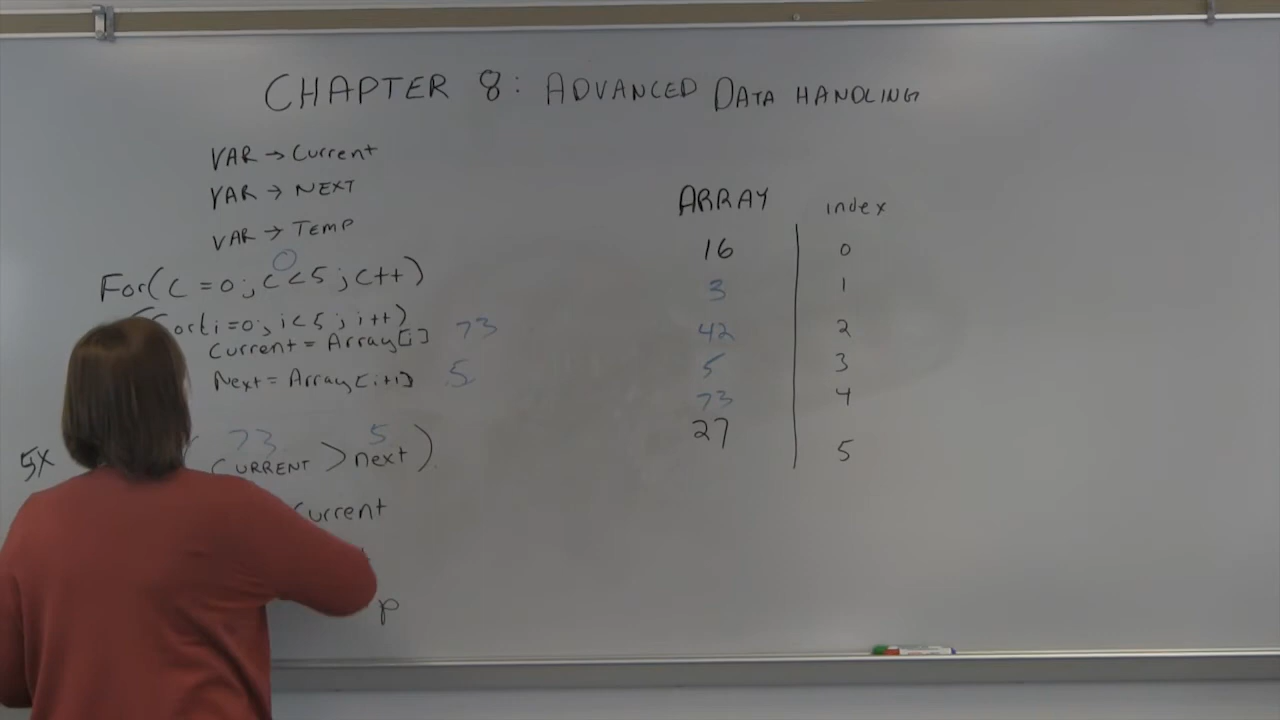 CHAPTER 8: ADVANCED DATA HANDLING
VAR → Current
VAR → NEXT
VAR → TEMP
0
For(C = 0; C < 5; C++)
i=0; i<5; i++)
Current = Array[i] 73
Next = Array[i+1] 5
73 5
5X (CURRENT > next)
Current
p
ARRAY index
16 0
3 1
42 2
5 3
73 4
27 5